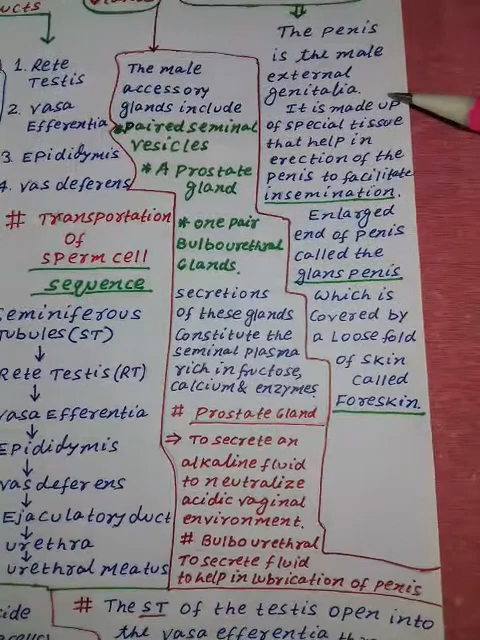 ucts
1. Rete
Testis
2. vasa
Efferentia
3. Epididymis
4. vas deferens
# Transportation
of
sperm cell
sequence
Seminiferous
Tubules (ST)
↓
Rete Testis (RT)
↓
vasa Efferentia
↓
Epididymis
↓
vas deferens
↓
Ejaculatory duct
↓
urethra
urethral meatus
The male
accessory
glands include
*paired seminal
vesicles
* A Prostate
gland
* one pair
Bulbourethral
Glands.
secretions
of these glands
constitute the
seminal plasma
rich in fuctose,
calcium & enzymes
# Prostate Gland
⇒ To secrete an
alkaline fluid
to neutralize
acidic vaginal
environment.
# Bulbourethral
To secrete fluid
to help in lubrication of penis
The penis
is the male
external
genitalia.
It is made up
of special tissue
that help in
erection of the
penis to facilitate
insemination.
Enlarged
end of penis
called the
glans penis
which is
covered by
a loose fold
of skin
called
Foreskin.
side
# The ST of the testis open into
the vasa efferentia